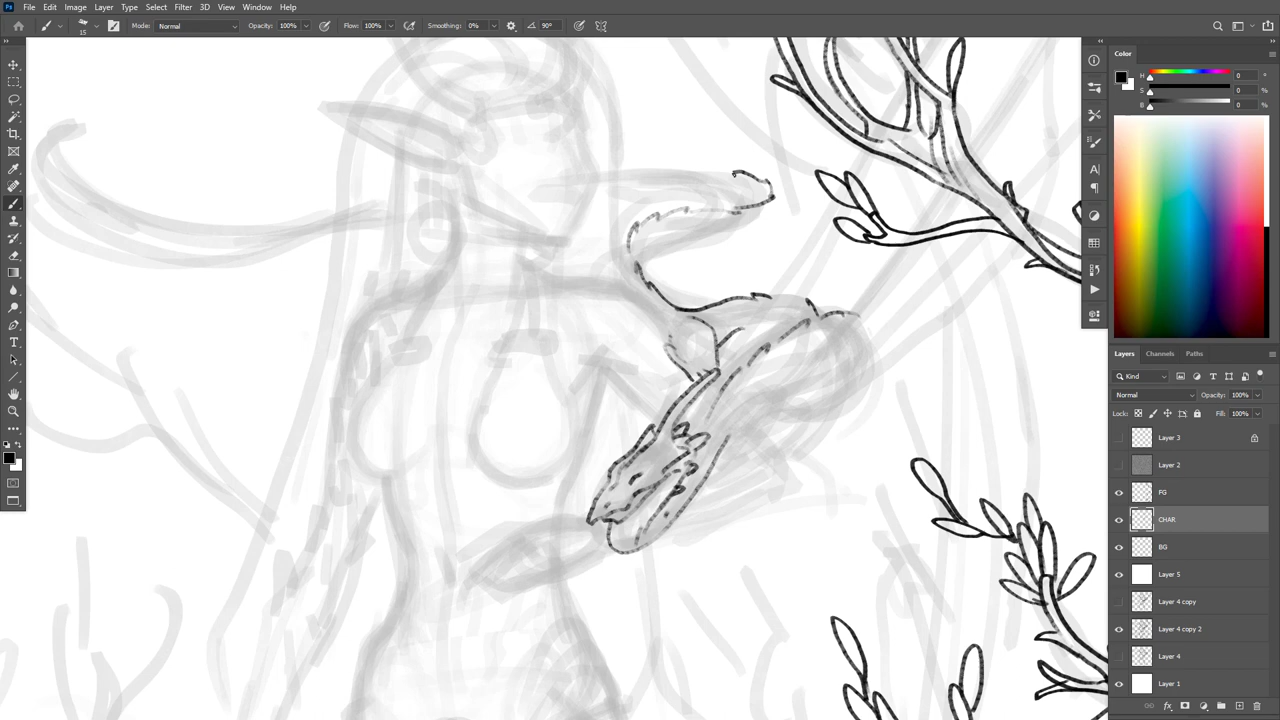 Ps File Edit Image Layer Type Select Filter 3D View Window Help
15 Mode: Normal Opacity: 100% Flow: 100% Smoothing: 0% 90°
Color
H 0 °
S 0 %
B 0 %
Layers Channels Paths
Kind
Normal Opacity: 100%
Lock: Fill: 100%
Layer 3
Layer 2
FG
CHAR
BG
Layer 5
Layer 4 copy
Layer 4 copy 2
Layer 4
Layer 1